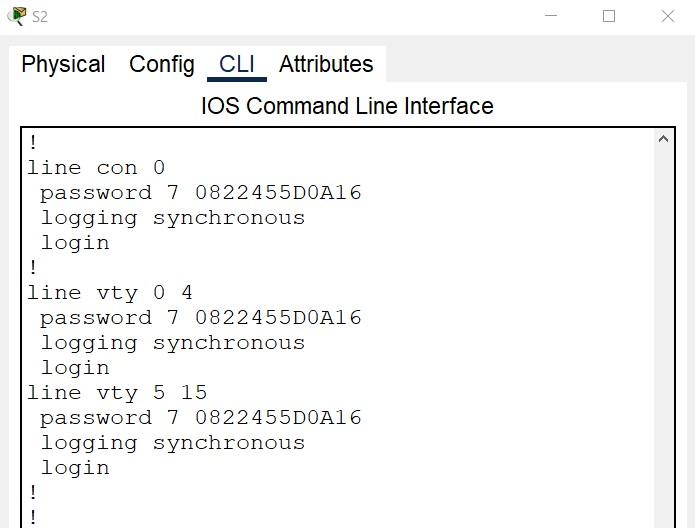 S2
Physical Config CLI Attributes
IOS Command Line Interface
!
line con 0
password 7 0822455D0A16
logging synchronous
login
!
line vty 0 4
password 7 0822455D0A16
logging synchronous
login
line vty 5 15
password 7 0822455D0A16
logging synchronous
login
!
!